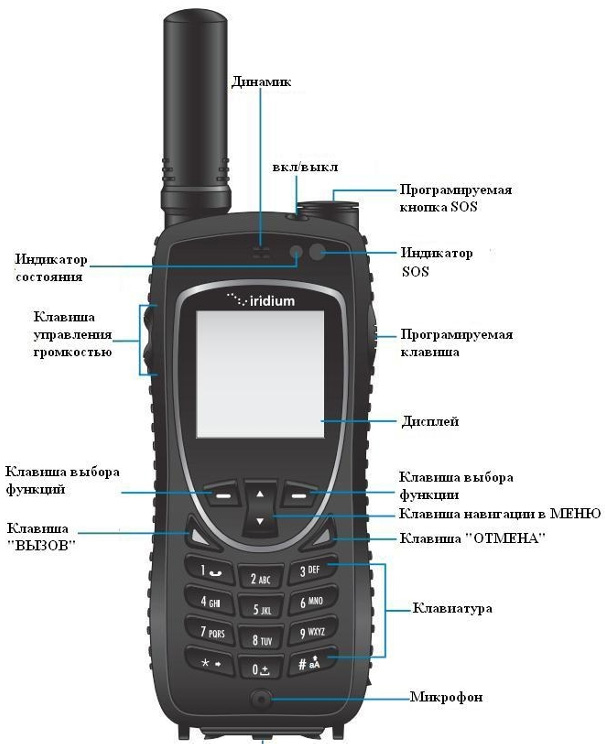 Динамик
вкл/выкл
Програмируемая
кнопка SOS
Индикатор
состояния
Индикатор
SOS
Клавиша
управления
громкостью
iridium
Програмируемая
клавиша
Дисплей
Клавиша выбора
функций
Клавиша выбора
функции
Клавиша навигации в МЕНЮ
Клавиша
"ВЫЗОВ"
Клавиша "ОТМЕНА"
1
2 ABC
3 DEF
4 GHI
5 JKL
6 MNO
Клавиатура
7 PQRS
8 TUV
9 WXYZ
*
0
# aA
Микрофон